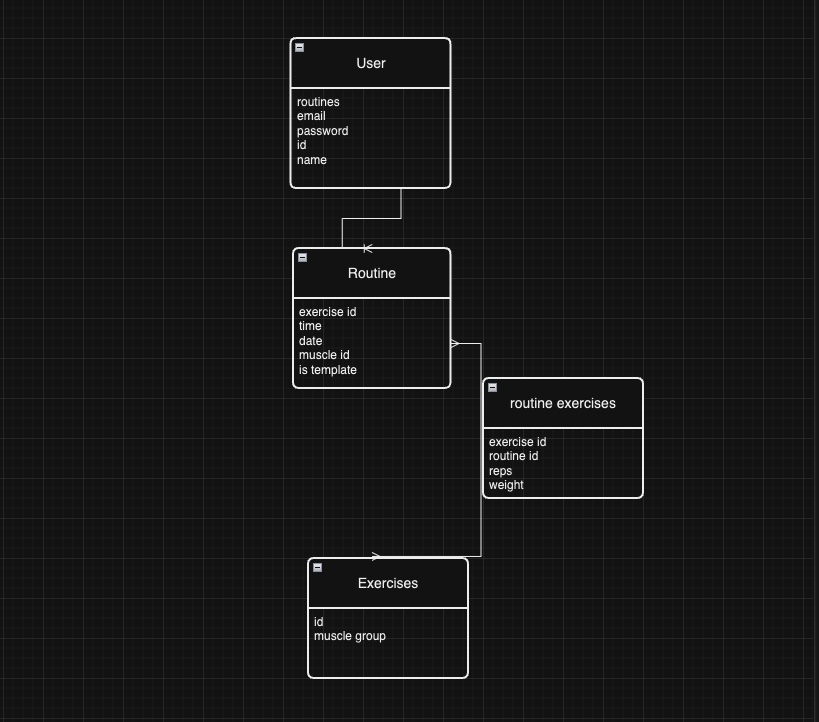 User
routines
email
password
id
name
Routine
exercise id
time
date
muscle id
is template
routine exercises
exercise id
routine id
reps
weight
Exercises
id
muscle group